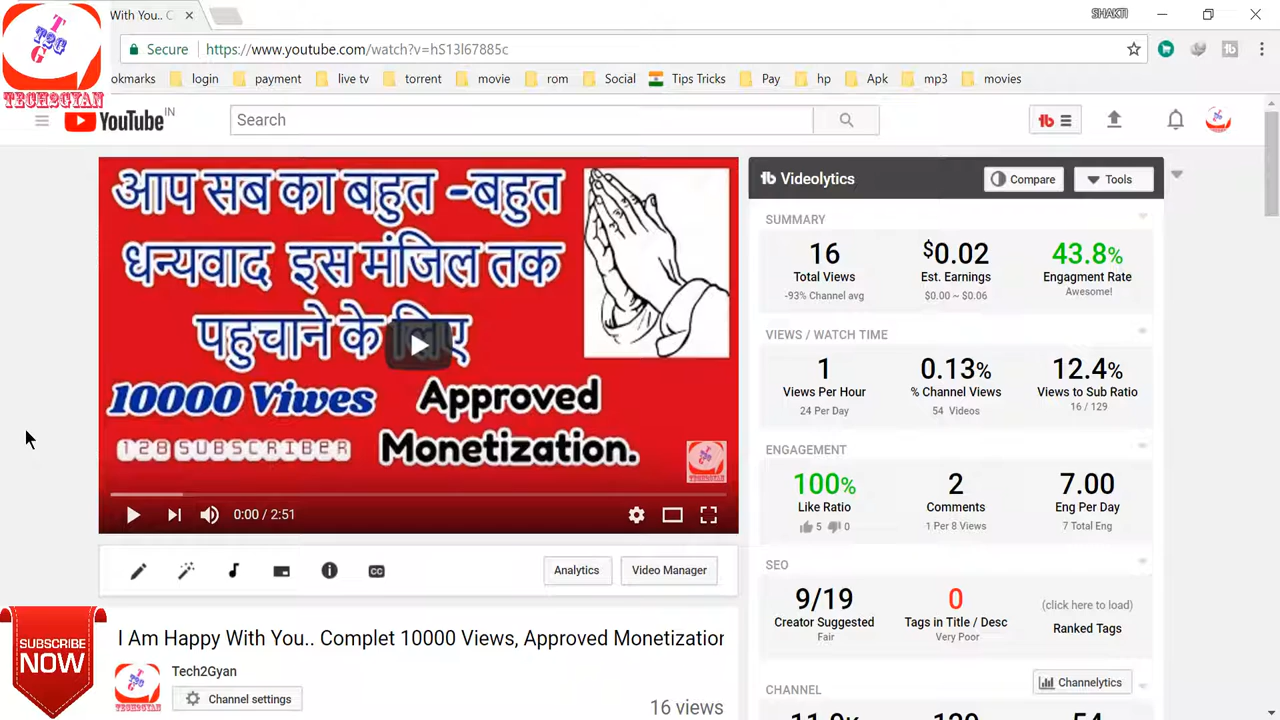 With You.. C
SHAKTI
T
T2G
G
TECH2GYAN
Secure https://www.youtube.com/watch?v=hS13l67885c
okmarks login payment live tv torrent movie rom Social Tips Tricks Pay hp Apk mp3 movies
YouTube IN
Search
आप सब का बहुत -बहुत
धन्यवाद इस मंजिल तक
पहुचाने के लिए
10000 Viwes Approved
128 SUBSCRIBER Monetization.
0:00 / 2:51
Analytics Video Manager
I Am Happy With You.. Complet 10000 Views, Approved Monetization
Tech2Gyan
Channel settings
16 views
SUBSCRIBE
NOW
Videolytics Compare Tools
SUMMARY
16 $0.02 43.8%
Total Views Est. Earnings Engagment Rate
-93% Channel avg $0.00 ~ $0.06 Awesome!
VIEWS / WATCH TIME
1 0.13% 12.4%
Views Per Hour % Channel Views Views to Sub Ratio
24 Per Day 54 Videos 16 / 129
ENGAGEMENT
100% 2 7.00
Like Ratio Comments Eng Per Day
5 0 1 Per 8 Views 7 Total Eng
SEO
9/19 0 (click here to load)
Creator Suggested Tags in Title / Desc Ranked Tags
Fair Very Poor
CHANNEL Channelytics